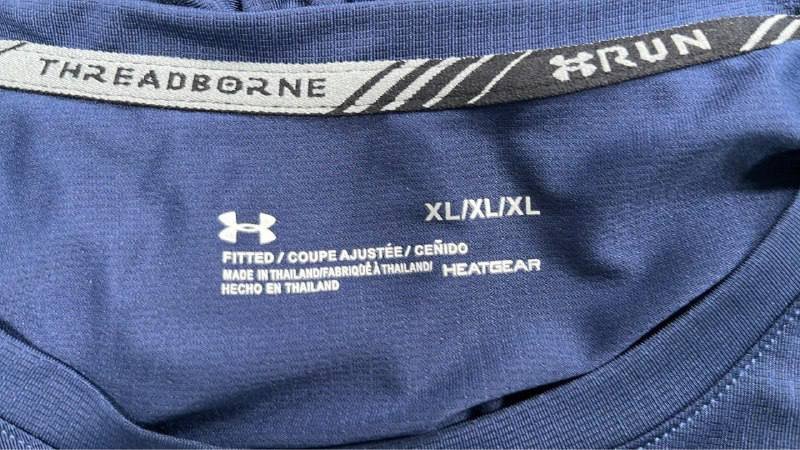 THREADBORNE
RUN
XL/XL/XL
FITTED / COUPE AJUSTÉE / CEÑIDO
MADE IN THAILAND/FABRIQUÉ À THAILAND/
HECHO EN THAILAND
HEATGEAR